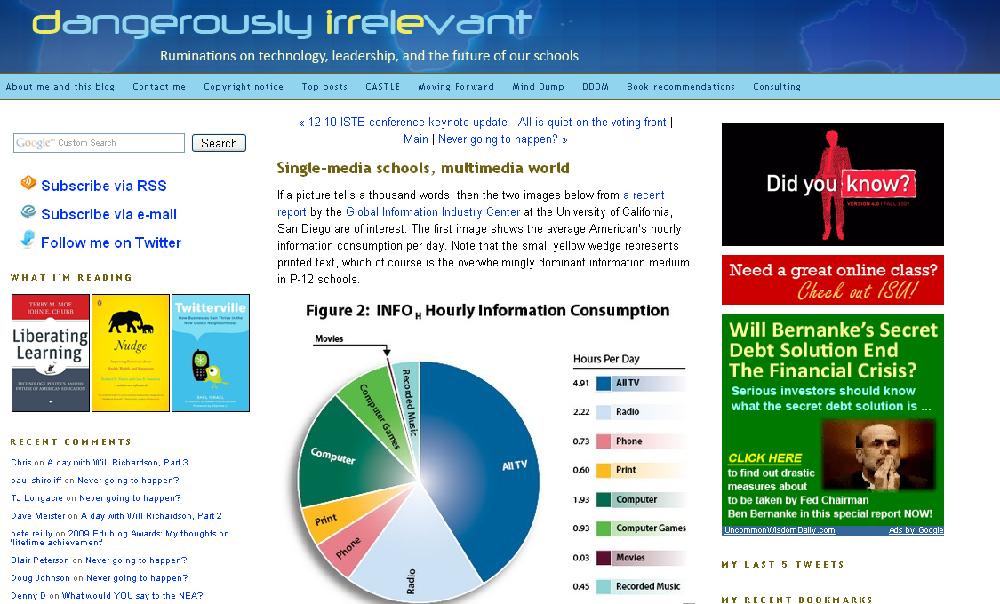 dangerously irrelevant
Ruminations on technology, leadership, and the future of our schools
About me and this blog Contact me Copyright notice Top posts CASTLE Moving Forward Mind Dump DDDM Book recommendations Consulting
Google™ Custom Search
Search
Subscribe via RSS
Subscribe via e-mail
Follow me on Twitter
WHAT I'M READING
TERRY M. MOE
JOHN E. CHUBB
Liberating
Learning
TECHNOLOGY, POLITICS, AND THE
FUTURE OF AMERICAN EDUCATION
Nudge
Twitterville
How Businesses Can Thrive in the
New Global Neighborhoods
SHEL ISRAEL
RECENT COMMENTS
Chris on A day with Will Richardson, Part 3
paul shircliff on Never going to happen?
TJ Longacre on Never going to happen?
Dave Meister on A day with Will Richardson, Part 2
pete reilly on 2009 Edublog Awards: My thoughts on
'lifetime achievement'
Blair Peterson on Never going to happen?
Doug Johnson on Never going to happen?
Denny D on What would YOU say to the NEA?
« 12-10 ISTE conference keynote update - All is quiet on the voting front |
Main | Never going to happen? »
Single-media schools, multimedia world
If a picture tells a thousand words, then the two images below from a recent
report by the Global Information Industry Center at the University of California,
San Diego are of interest. The first image shows the average American's hourly
information consumption per day. Note that the small yellow wedge represents
printed text, which of course is the overwhelmingly dominant information medium
in P-12 schools.
Figure 2: INFO H Hourly Information Consumption
Movies
Recorded Music
Computer Games
Computer
Print
Phone
Radio
All TV
Hours Per Day
4.91 All TV
2.22 Radio
0.73 Phone
0.60 Print
1.93 Computer
0.93 Computer Games
0.03 Movies
0.45 Recorded Music
Did you know?
VERSION 4.0 | FALL 2009
Need a great online class?
Check out ISU!
Will Bernanke's Secret
Debt Solution End
The Financial Crisis?
Serious investors should know
what the secret debt solution is ...
CLICK HERE
to find out drastic
measures about
to be taken by Fed Chairman
Ben Bernanke in this special report NOW!
UncommonWisdomDaily.com Ads by Google
MY LAST 5 TWEETS
MY RECENT BOOKMARKS